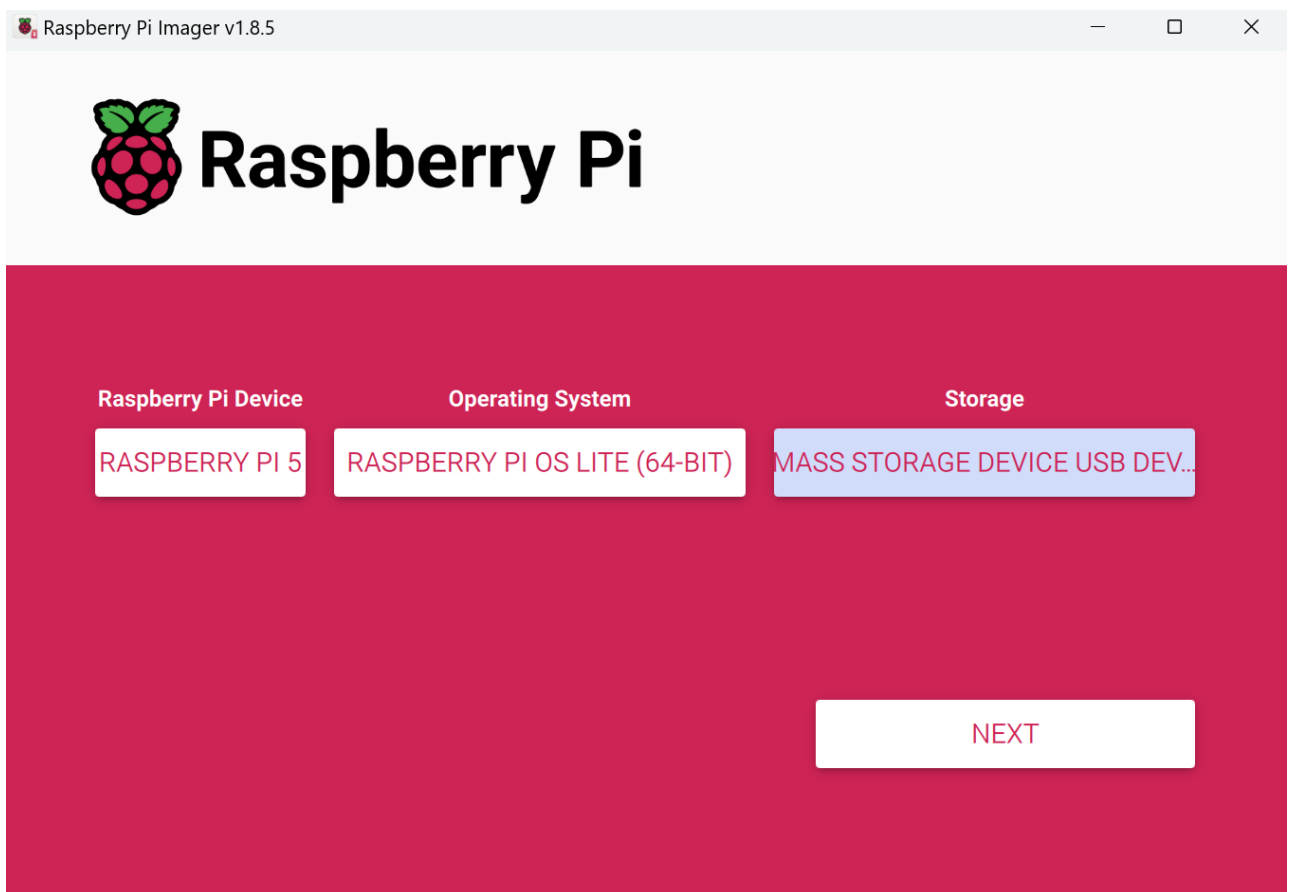 Raspberry Pi Imager v1.8.5
Raspberry Pi
Raspberry Pi Device Operating System Storage
RASPBERRY PI 5 RASPBERRY PI OS LITE (64-BIT) MASS STORAGE DEVICE USB DEV...
NEXT